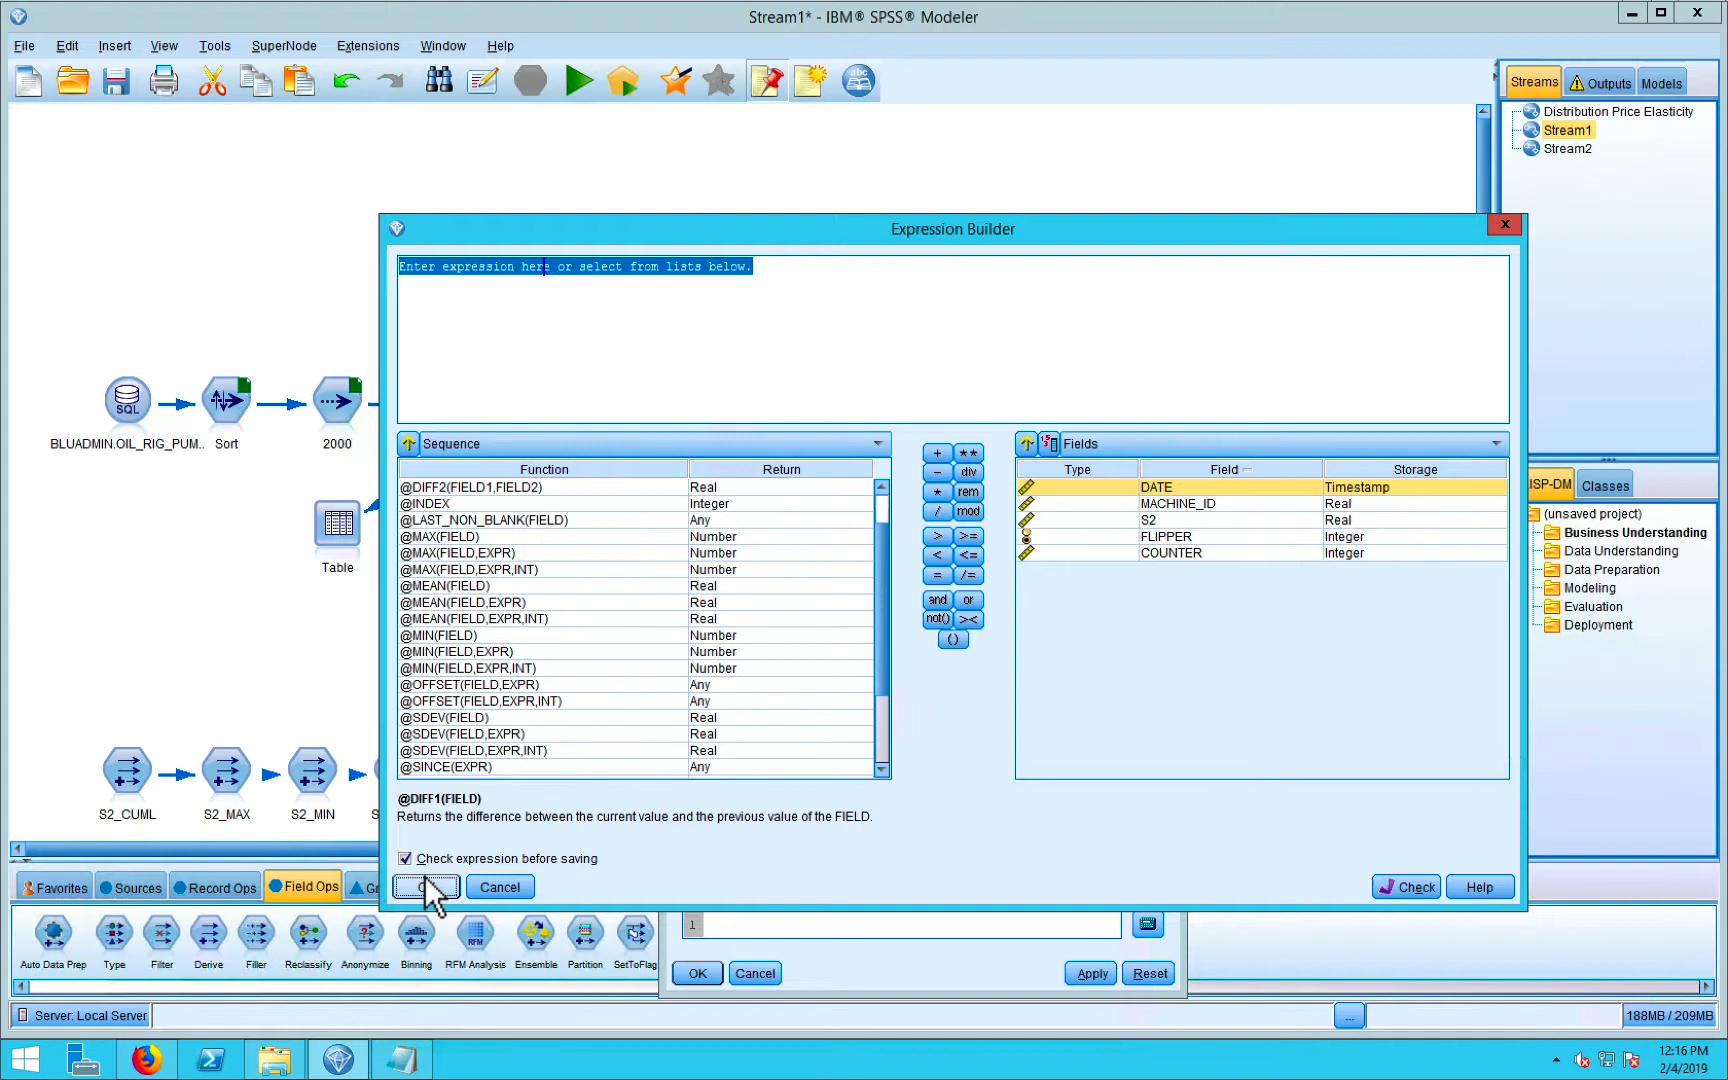 Stream1* - IBM® SPSS® Modeler
File Edit Insert View Tools SuperNode Extensions Window Help
Streams Outputs Models
Distribution Price Elasticity
Stream1
Stream2
Expression Builder
Enter expression here or select from lists below.
SQL
BLUADMIN.OIL_RIG_PUM.. Sort 2000
Table
S2_CUML S2_MAX S2_MIN
Sequence
Function Return
@DIFF2(FIELD1,FIELD2) Real
@INDEX Integer
@LAST_NON_BLANK(FIELD) Any
@MAX(FIELD) Number
@MAX(FIELD,EXPR) Number
@MAX(FIELD,EXPR,INT) Number
@MEAN(FIELD) Real
@MEAN(FIELD,EXPR) Real
@MEAN(FIELD,EXPR,INT) Real
@MIN(FIELD) Number
@MIN(FIELD,EXPR) Number
@MIN(FIELD,EXPR,INT) Number
@OFFSET(FIELD,EXPR) Any
@OFFSET(FIELD,EXPR,INT) Any
@SDEV(FIELD) Real
@SDEV(FIELD,EXPR) Real
@SDEV(FIELD,EXPR,INT) Real
@SINCE(EXPR) Any
+ **
- div
* rem
/ mod
> >=
< <=
= /=
and or
not() ><
()
Fields
Type Field Storage
DATE Timestamp
MACHINE_ID Real
S2 Real
FLIPPER Integer
COUNTER Integer
@DIFF1(FIELD)
Returns the difference between the current value and the previous value of the FIELD.
Check expression before saving
Cancel Check Help
ISP-DM Classes
(unsaved project)
Business Understanding
Data Understanding
Data Preparation
Modeling
Evaluation
Deployment
Favorites Sources Record Ops Field Ops
1
Auto Data Prep Type Filter Derive Filler Reclassify Anonymize Binning RFM Analysis Ensemble Partition SetToFlag
OK Cancel Apply Reset
Server: Local Server ... 188MB / 209MB
12:16 PM
2/4/2019